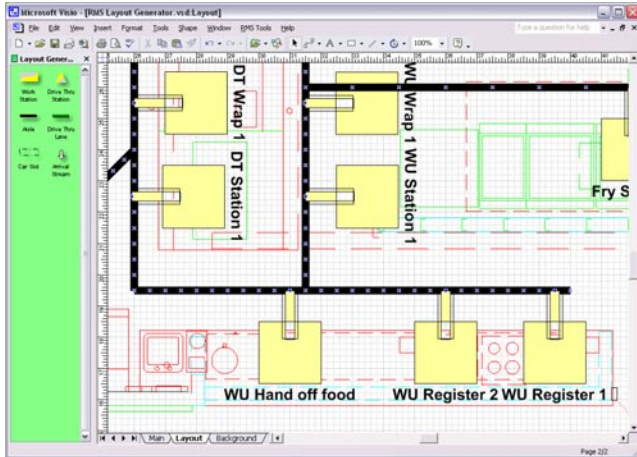 Microsoft Visio - [RMS Layout Generator.vsd:Layout]
File Edit View Insert Format Tools Shape Window RMS Tools Help
Type a question for help
100%
Layout Gener...
Work Station
Drive Thru Station
Aisle
Drive Thru Lane
Car Slot
Arrival Stream
DT Wrap 1
DT Station 1
WU Wrap 1
WU Station 1
Fry S
WU Hand off food
WU Register 2
WU Register 1
Main
Layout
Background
Page 2/2